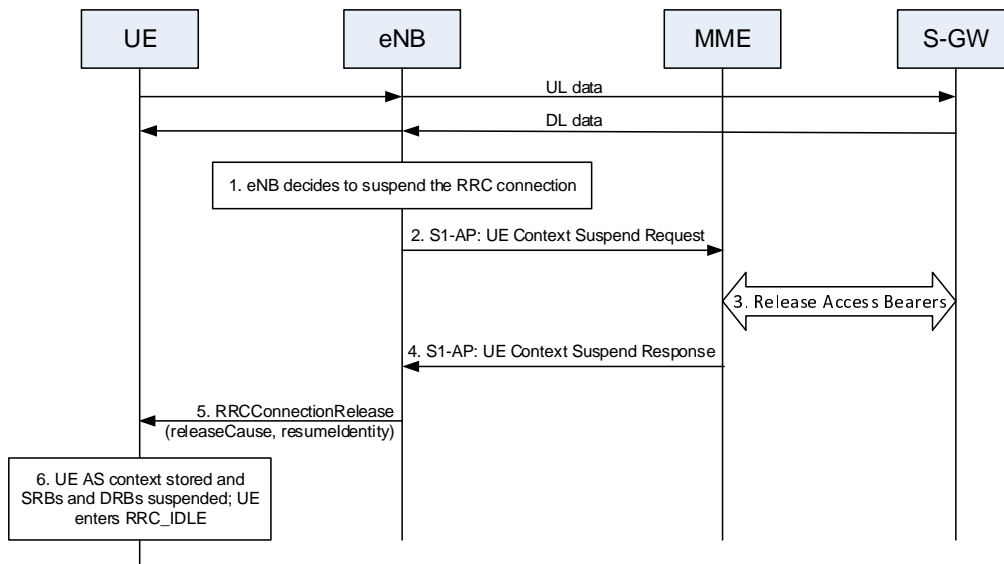 UE
eNB
MME
S-GW
UL data
DL data
1. eNB decides to suspend the RRC connection
2. S1-AP: UE Context Suspend Request
3. Release Access Bearers
4. S1-AP: UE Context Suspend Response
5. RRCConnectionRelease
(releaseCause, resumeIdentity)
6. UE AS context stored and
SRBs and DRBs suspended; UE
enters RRC_IDLE